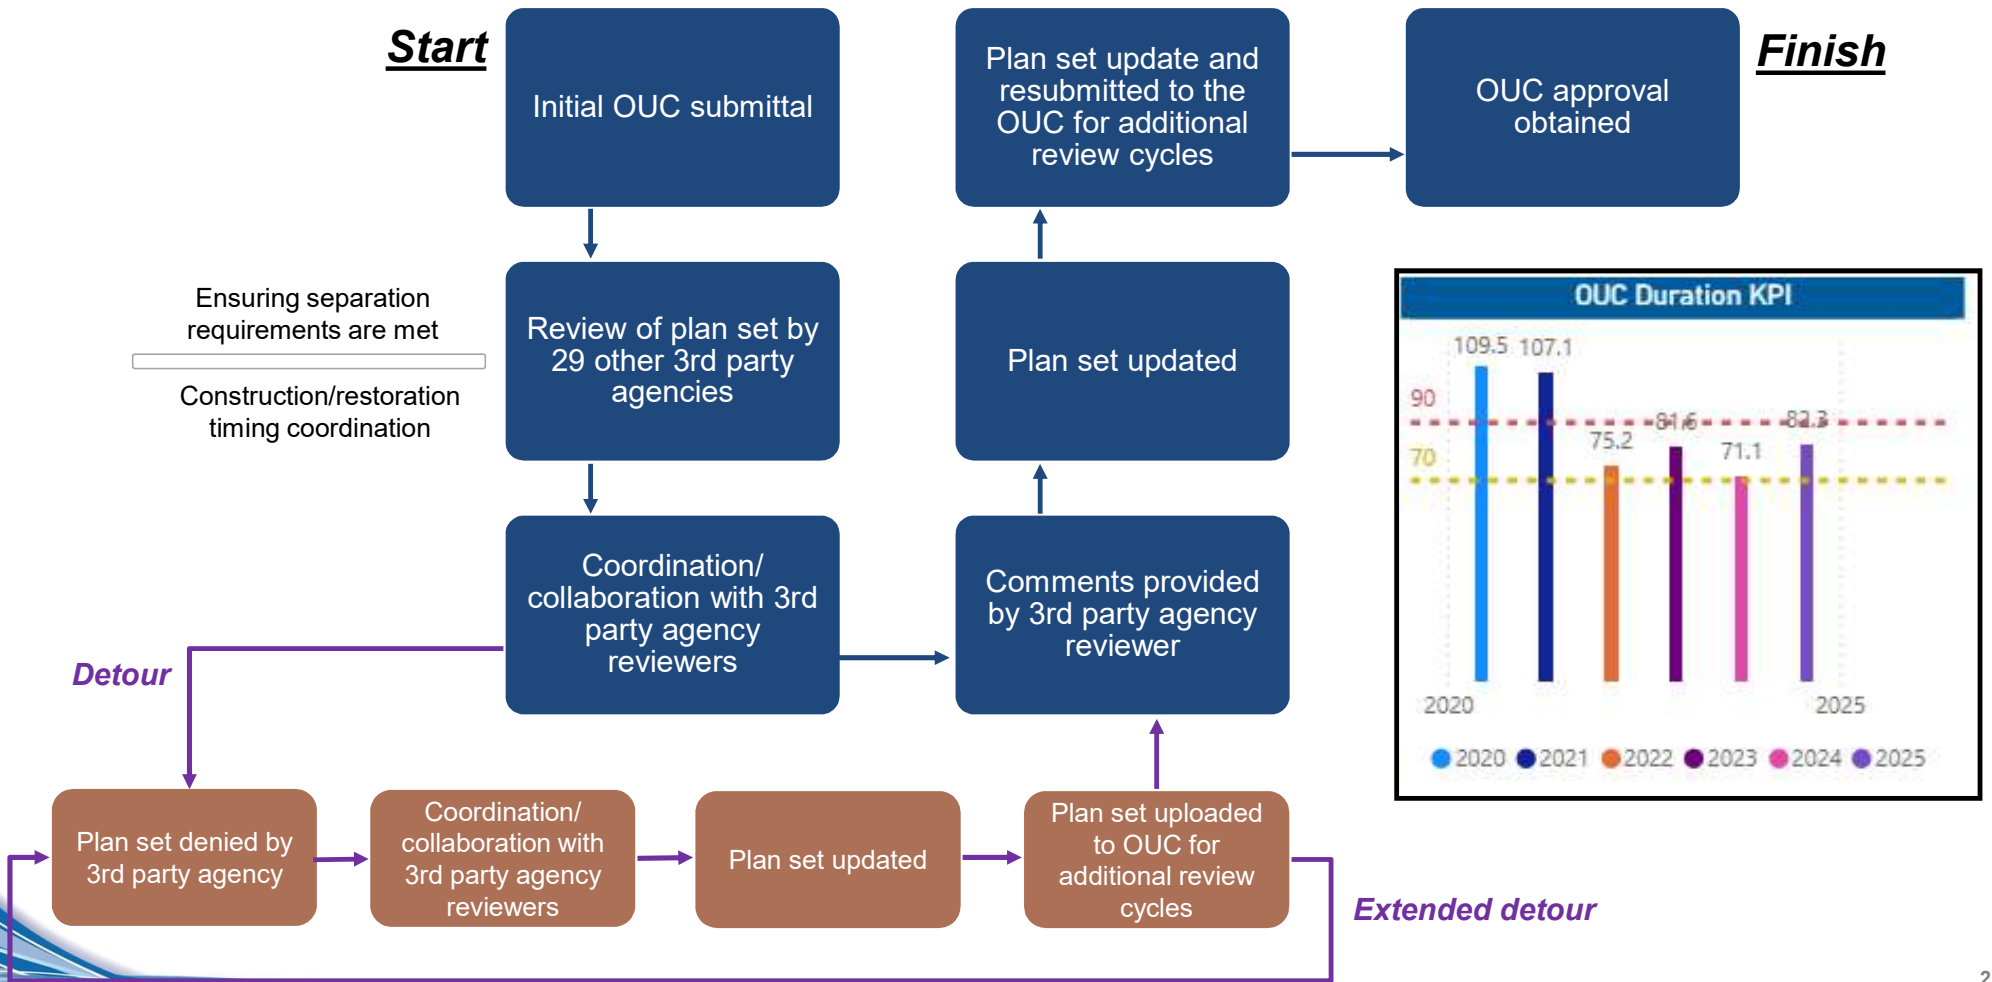 Start
Initial OUC submittal
Plan set update and
resubmitted to the
OUC for additional
review cycles
OUC approval
obtained
Finish
Ensuring separation
requirements are met
Construction/restoration
timing coordination
Review of plan set by
29 other 3rd party
agencies
Plan set updated
Coordination/
collaboration with 3rd
party agency
reviewers
Comments provided
by 3rd party agency
reviewer
Detour
Plan set denied by
3rd party agency
Coordination/
collaboration with
3rd party agency
reviewers
Plan set updated
Plan set uploaded
to OUC for
additional review
cycles
Extended detour
OUC Duration KPI
109.5 107.1
90
81.6 82.3
75.2 71.1
70
2020 2025
2020 2021 2022 2023 2024 2025
2